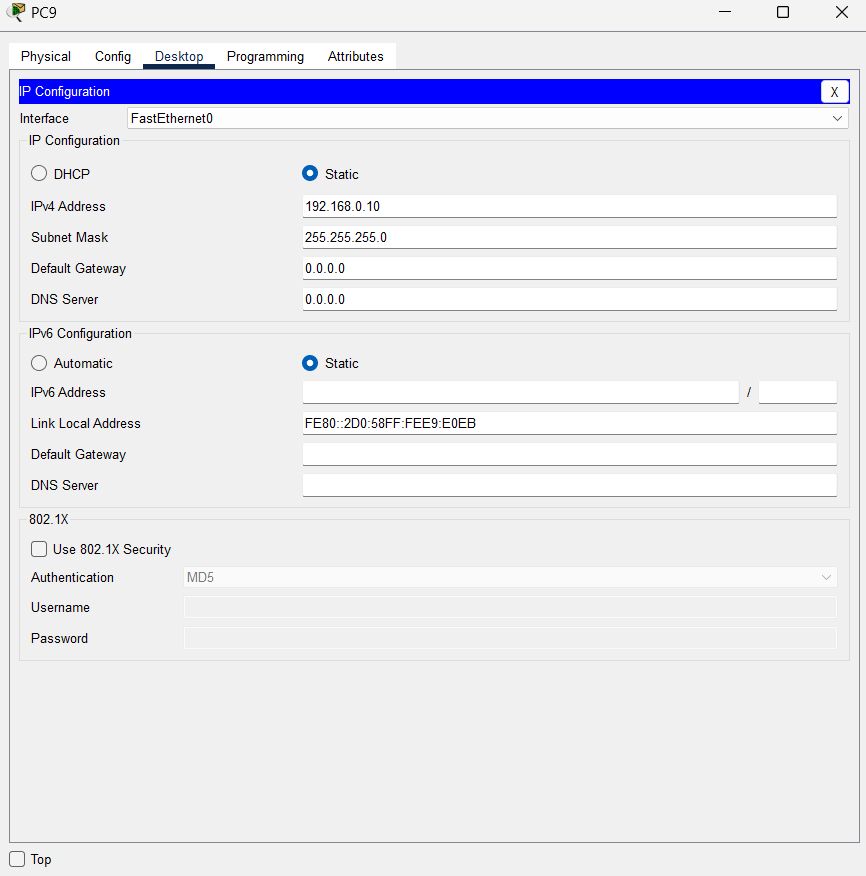 PC9
Physical Config Desktop Programming Attributes
IP Configuration X
Interface FastEthernet0
IP Configuration
DHCP Static
IPv4 Address 192.168.0.10
Subnet Mask 255.255.255.0
Default Gateway 0.0.0.0
DNS Server 0.0.0.0
IPv6 Configuration
Automatic Static
IPv6 Address /
Link Local Address FE80::2D0:58FF:FEE9:E0EB
Default Gateway
DNS Server
802.1X
Use 802.1X Security
Authentication MD5
Username
Password
Top